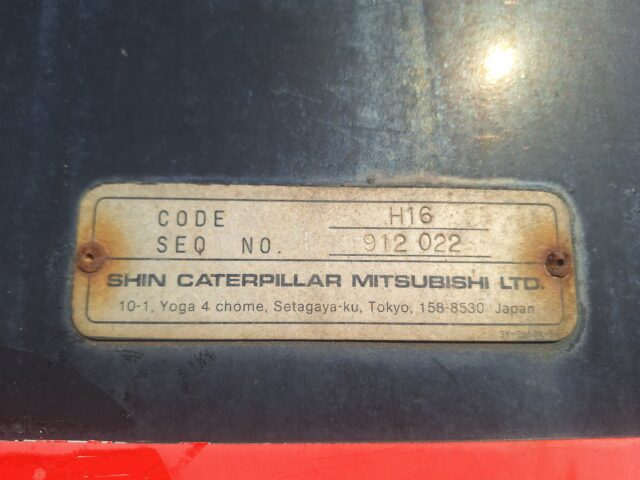 CODE H16
SEQ NO. 912 022
SHIN CATERPILLAR MITSUBISHI LTD.
10-1, Yoga 4 chome, Setagaya-ku, Tokyo, 158-8530 Japan